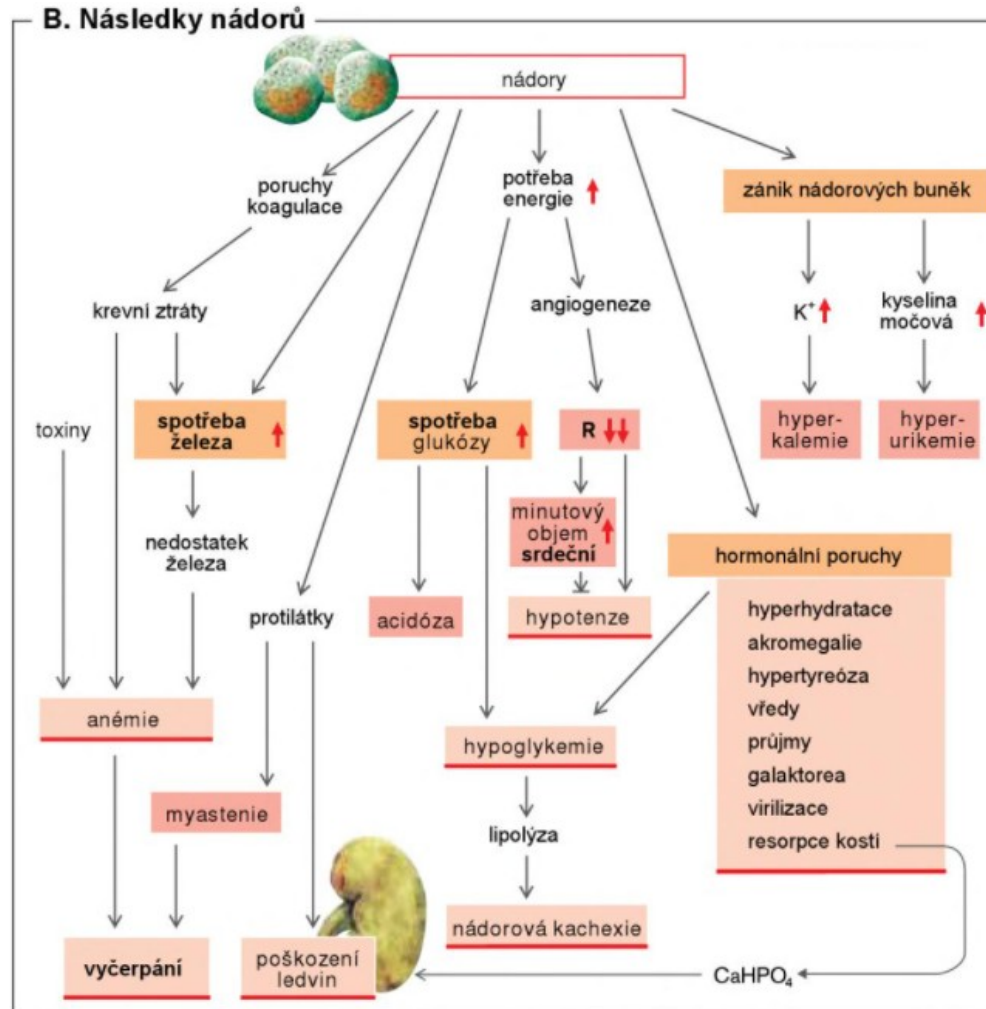 B. Následky nádorů
nádory
poruchy
koagulace
potřeba
energie
zánik nádorových buněk
krevní ztráty
angiogeneze
K⁺
kyselina
močová
toxiny
spotřeba
železa
spotřeba
glukózy
R
hyper-
kalemie
hyper-
urikemie
minutový
objem
srdeční
nedostatek
železa
hormonální poruchy
protilátky
acidóza
hypotenze
hyperhydratace
akromegalie
hypertyreóza
vředy
průjmy
galaktorea
virilizace
resorpce kosti
anémie
hypoglykemie
myastenie
lipolýza
nádorová kachexie
vyčerpání
poškození
ledvin
CaHPO₄